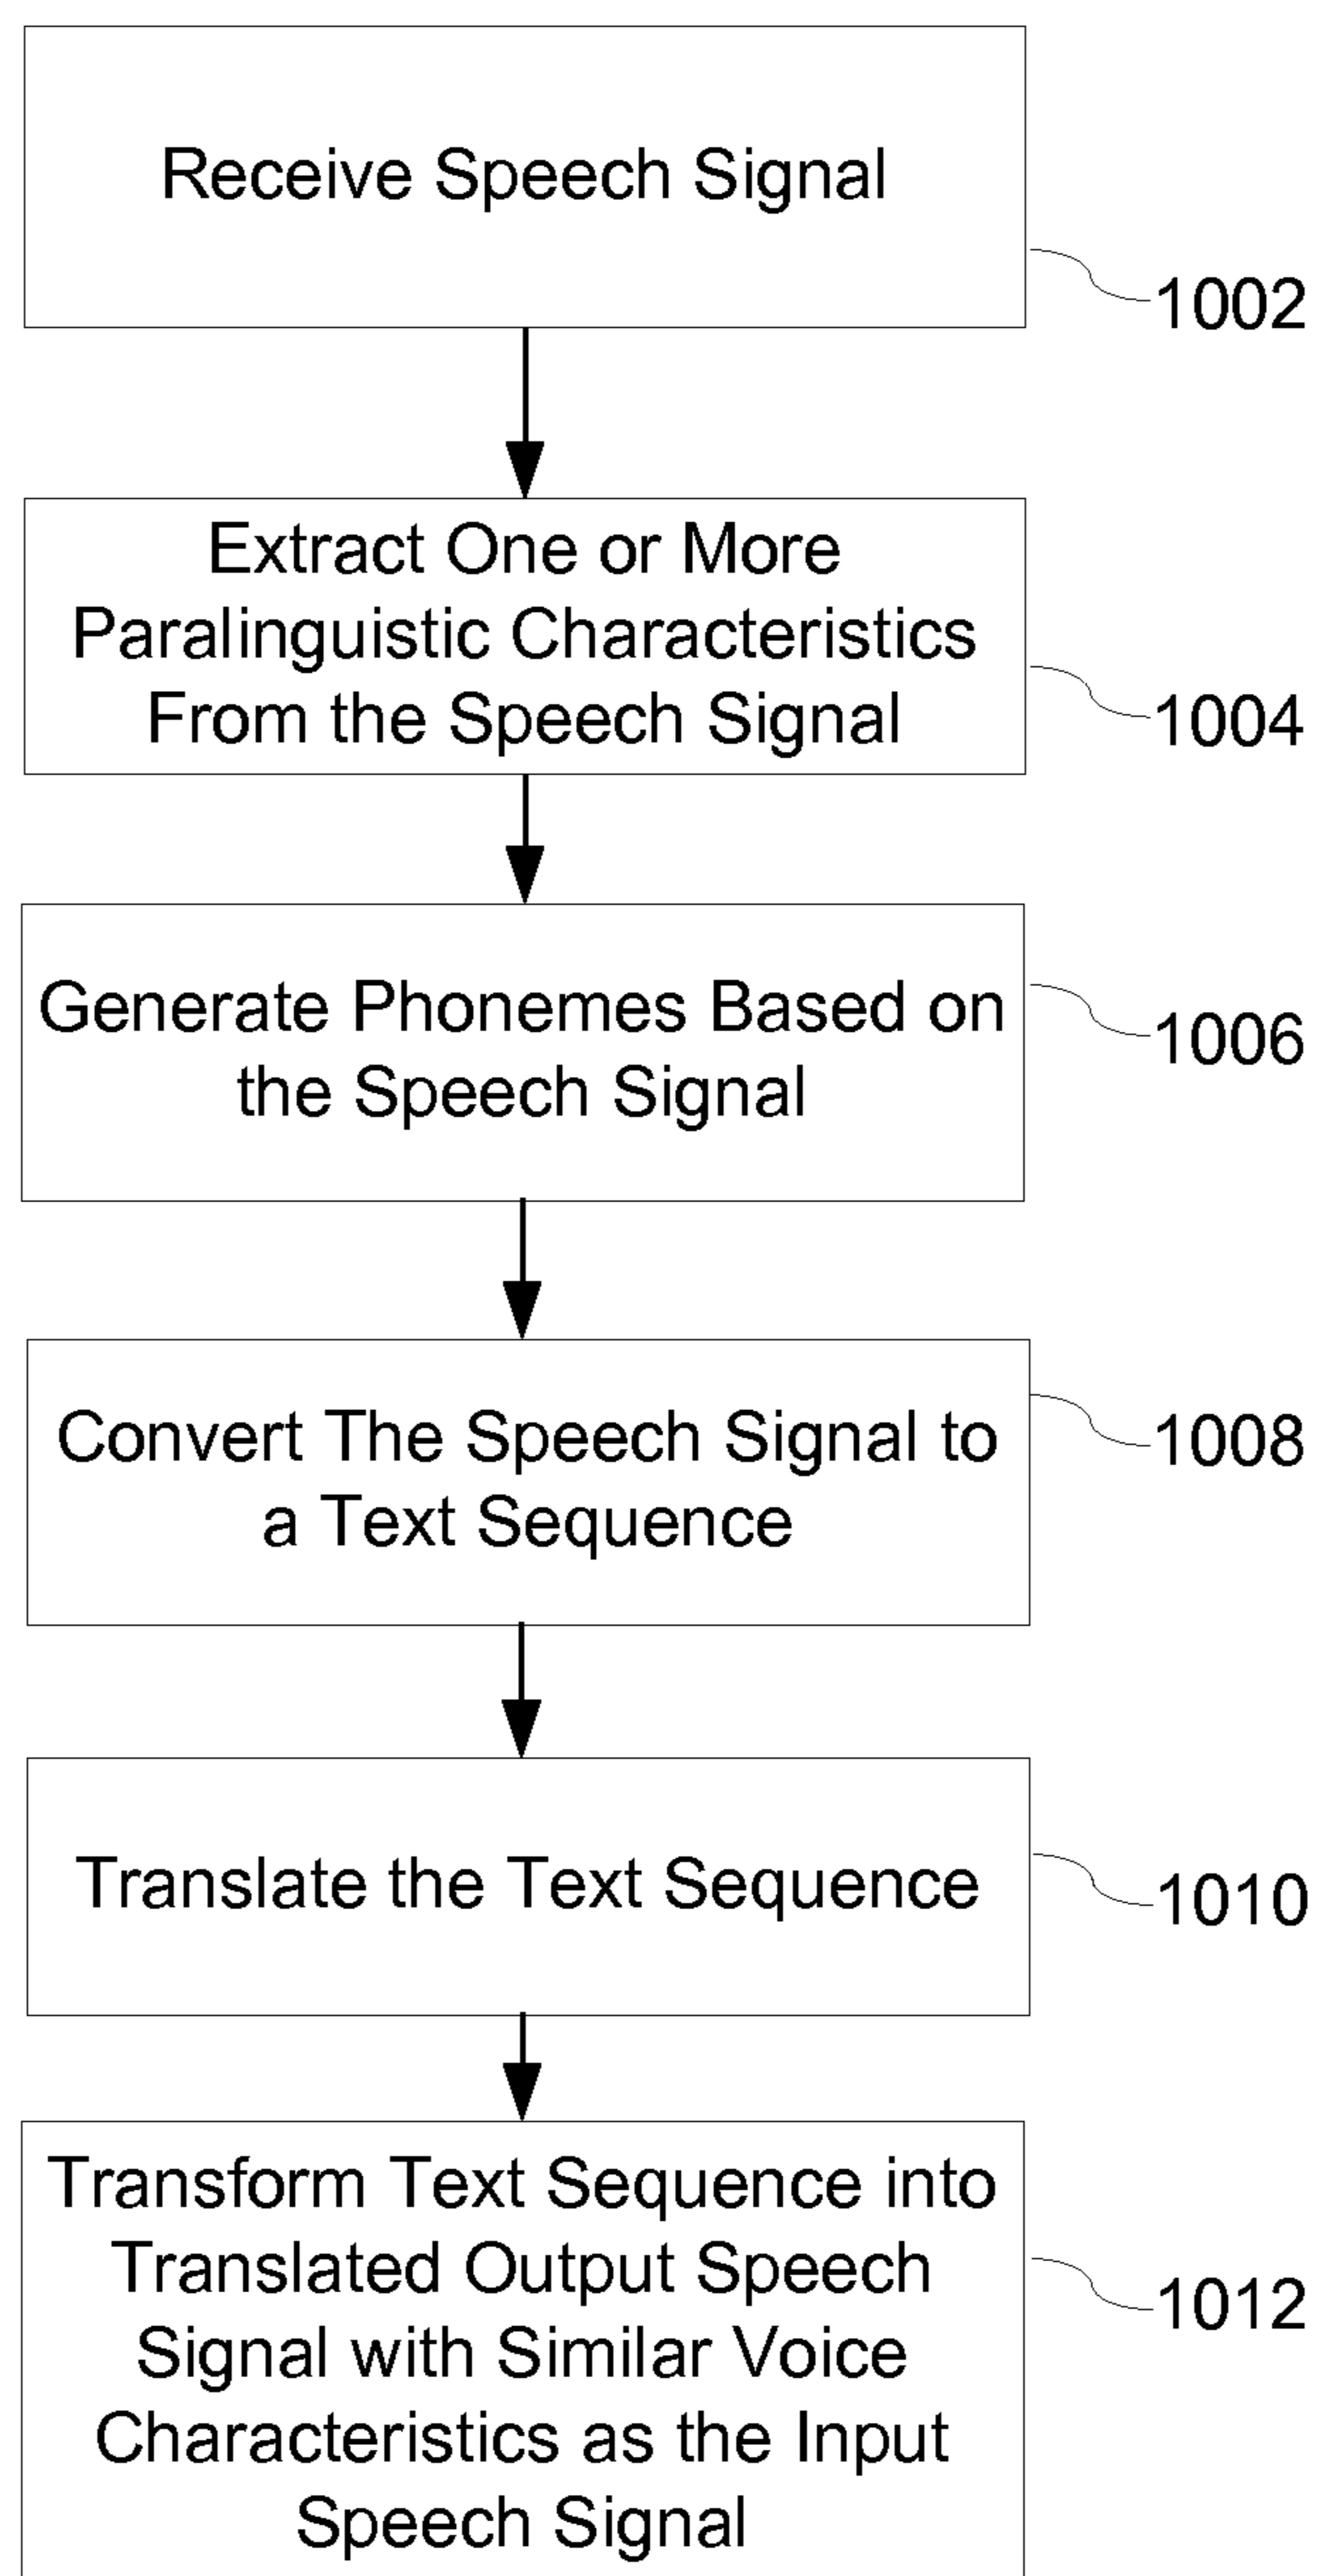 Receive Speech Signal
1002
Extract One or More
Paralinguistic Characteristics
From the Speech Signal
1004
Generate Phonemes Based on
the Speech Signal
1006
Convert The Speech Signal to
a Text Sequence
1008
Translate the Text Sequence
1010
Transform Text Sequence into
Translated Output Speech
Signal with Similar Voice
Characteristics as the Input
Speech Signal
1012